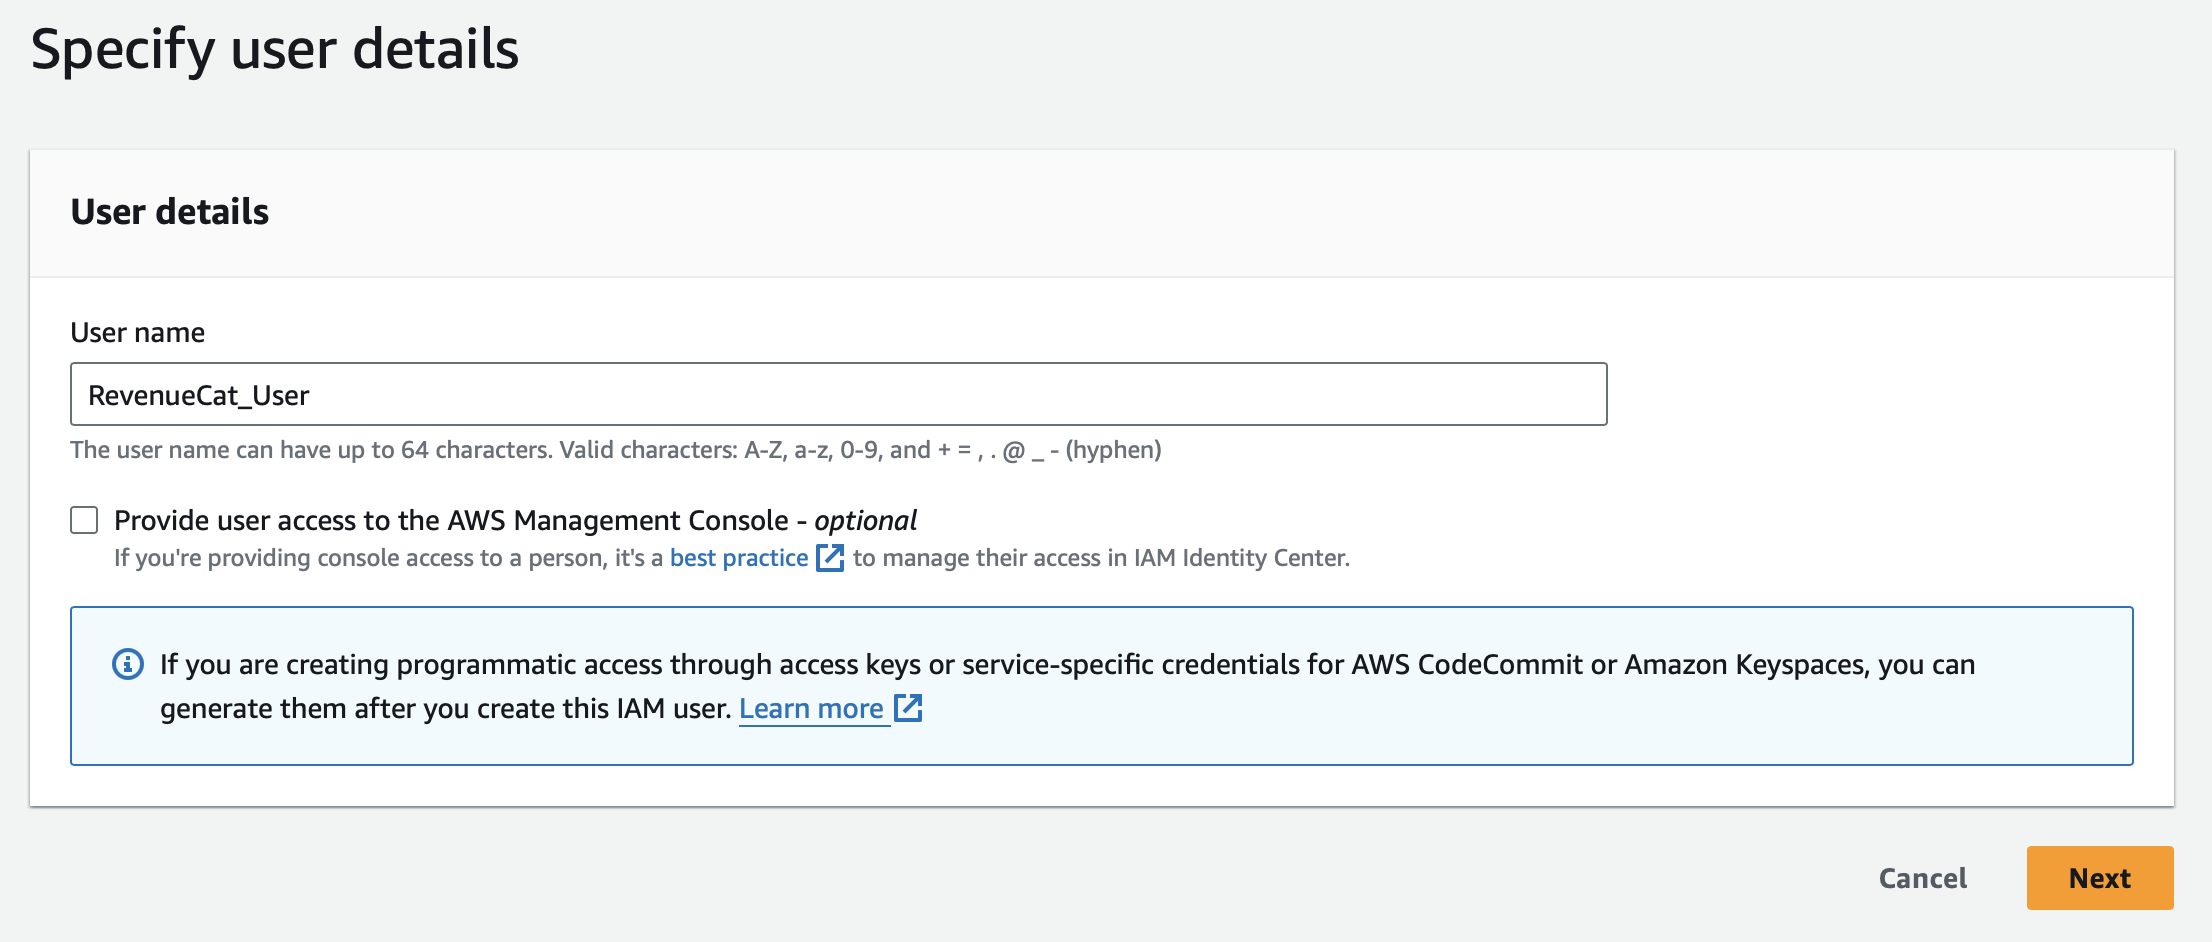 Specify user details
User details
User name
RevenueCat_User
The user name can have up to 64 characters. Valid characters: A-Z, a-z, 0-9, and + = , . @ _ - (hyphen)
Provide user access to the AWS Management Console - optional
If you're providing console access to a person, it's a best practice to manage their access in IAM Identity Center.
If you are creating programmatic access through access keys or service-specific credentials for AWS CodeCommit or Amazon Keyspaces, you can
generate them after you create this IAM user. Learn more
Cancel
Next